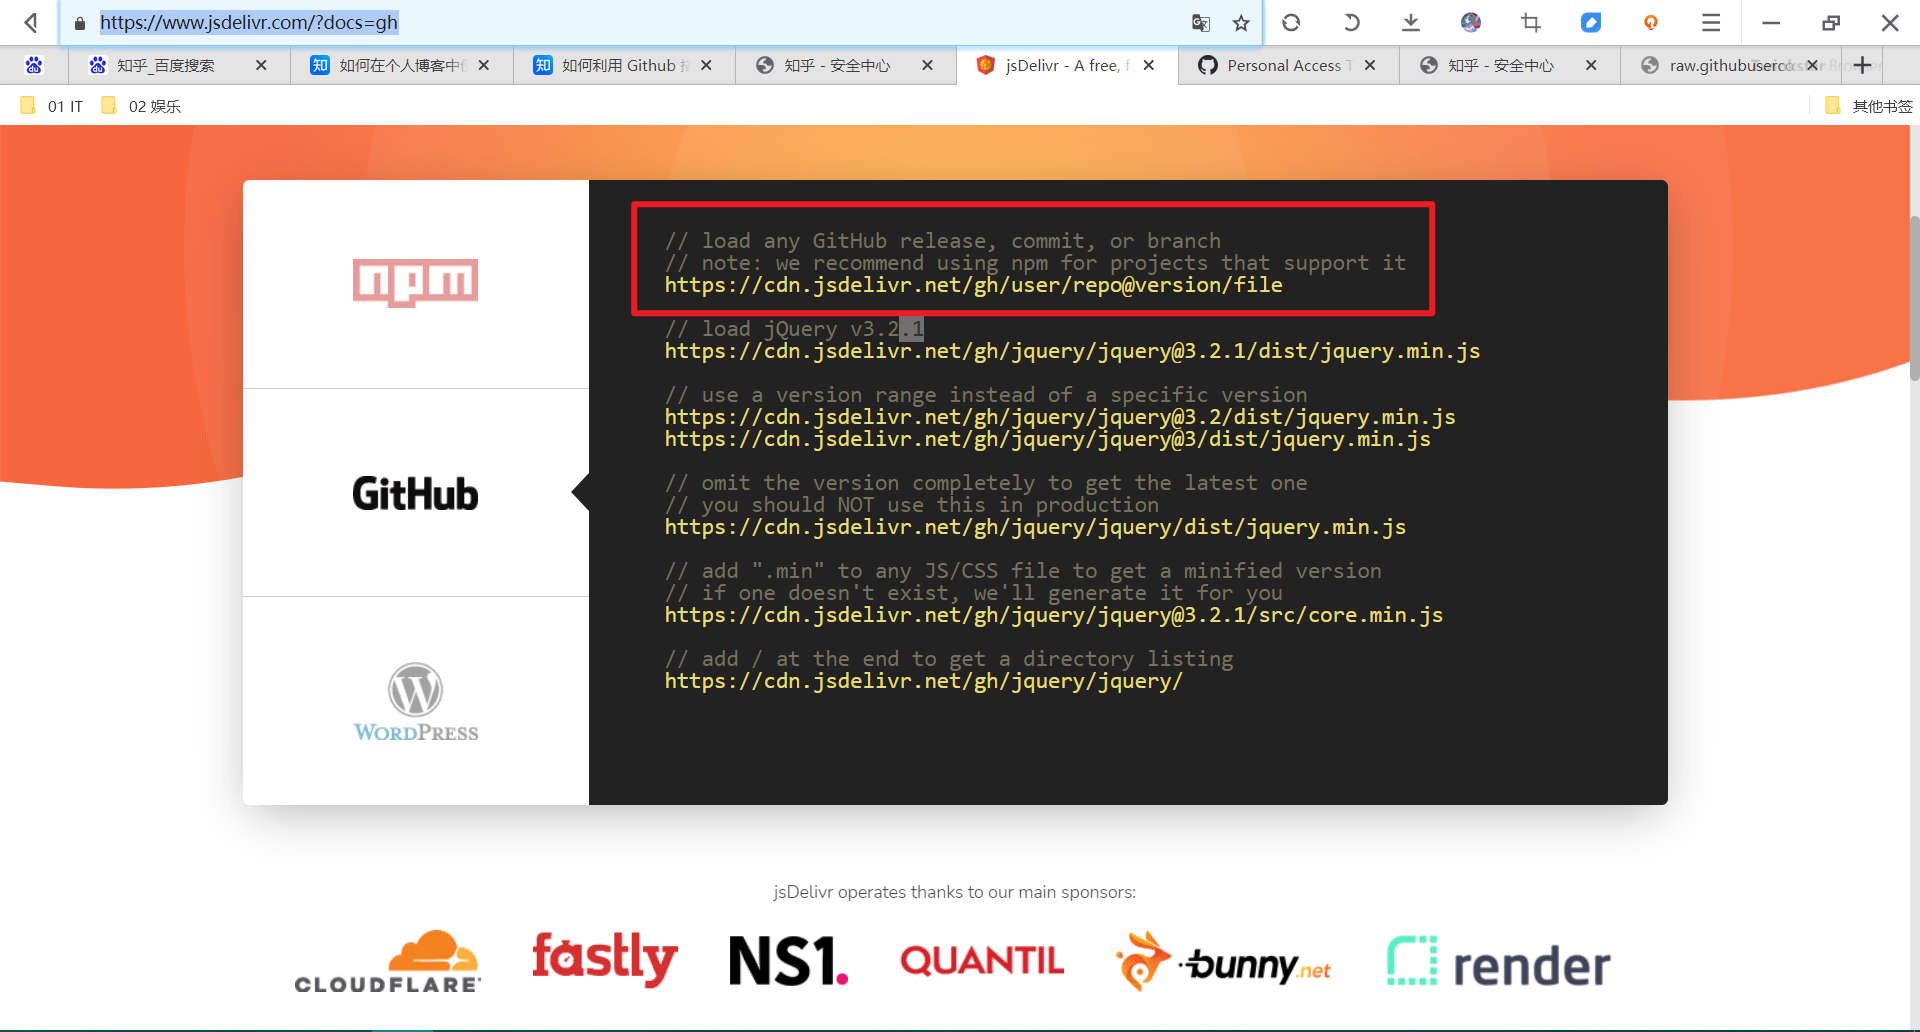 https://www.jsdelivr.com/?docs=gh
知乎_百度搜索
如何在个人博客中
如何利用 Github
知乎 - 安全中心
jsDelivr - A free, f
Personal Access T
知乎 - 安全中心
raw.githubuserco
01 IT
02 娱乐
其他书签
npm
GitHub
WORDPRESS
// load any GitHub release, commit, or branch
// note: we recommend using npm for projects that support it
https://cdn.jsdelivr.net/gh/user/repo@version/file
// load jQuery v3.2.1
https://cdn.jsdelivr.net/gh/jquery/jquery@3.2.1/dist/jquery.min.js
// use a version range instead of a specific version
https://cdn.jsdelivr.net/gh/jquery/jquery@3.2/dist/jquery.min.js
https://cdn.jsdelivr.net/gh/jquery/jquery@3/dist/jquery.min.js
// omit the version completely to get the latest one
// you should NOT use this in production
https://cdn.jsdelivr.net/gh/jquery/jquery/dist/jquery.min.js
// add ".min" to any JS/CSS file to get a minified version
// if one doesn't exist, we'll generate it for you
https://cdn.jsdelivr.net/gh/jquery/jquery@3.2.1/src/core.min.js
// add / at the end to get a directory listing
https://cdn.jsdelivr.net/gh/jquery/jquery/
jsDelivr operates thanks to our main sponsors:
CLOUDFLARE
fastly
NS1.
QUANTIL
bunny.net
render